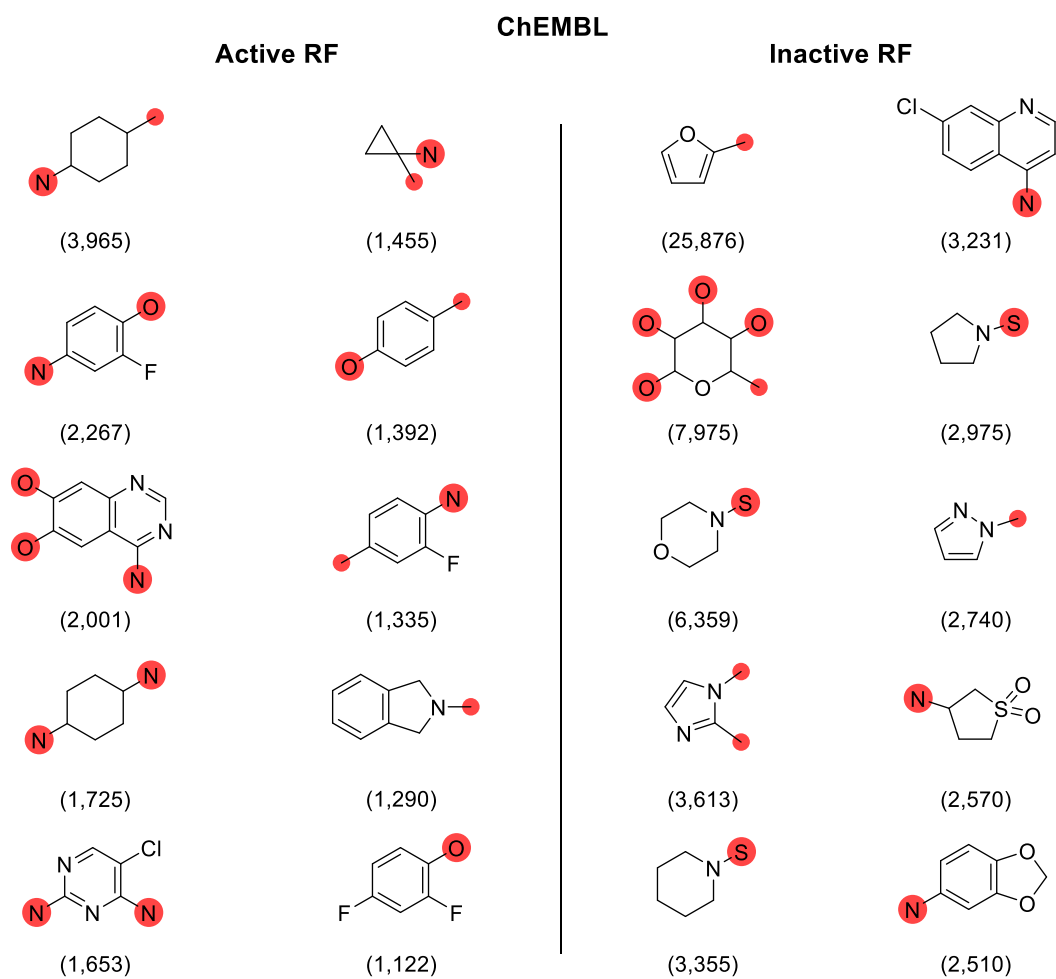 ChEMBL
Active RF
Inactive RF
N
N
O
Cl
N
N
(3,965)
(1,455)
(25,876)
(3,231)
O
N
F
O
O
O
O
O
O
N
S
(2,267)
(1,392)
(7,975)
(2,975)
O
O
N
N
N
N
F
S
N
O
N
N
(2,001)
(1,335)
(6,359)
(2,740)
N
N
N
N
N
N
S
O
O
(1,725)
(1,290)
(3,613)
(2,570)
N
Cl
N
N
N
O
F
F
S
N
O
O
N
(1,653)
(1,122)
(3,355)
(2,510)